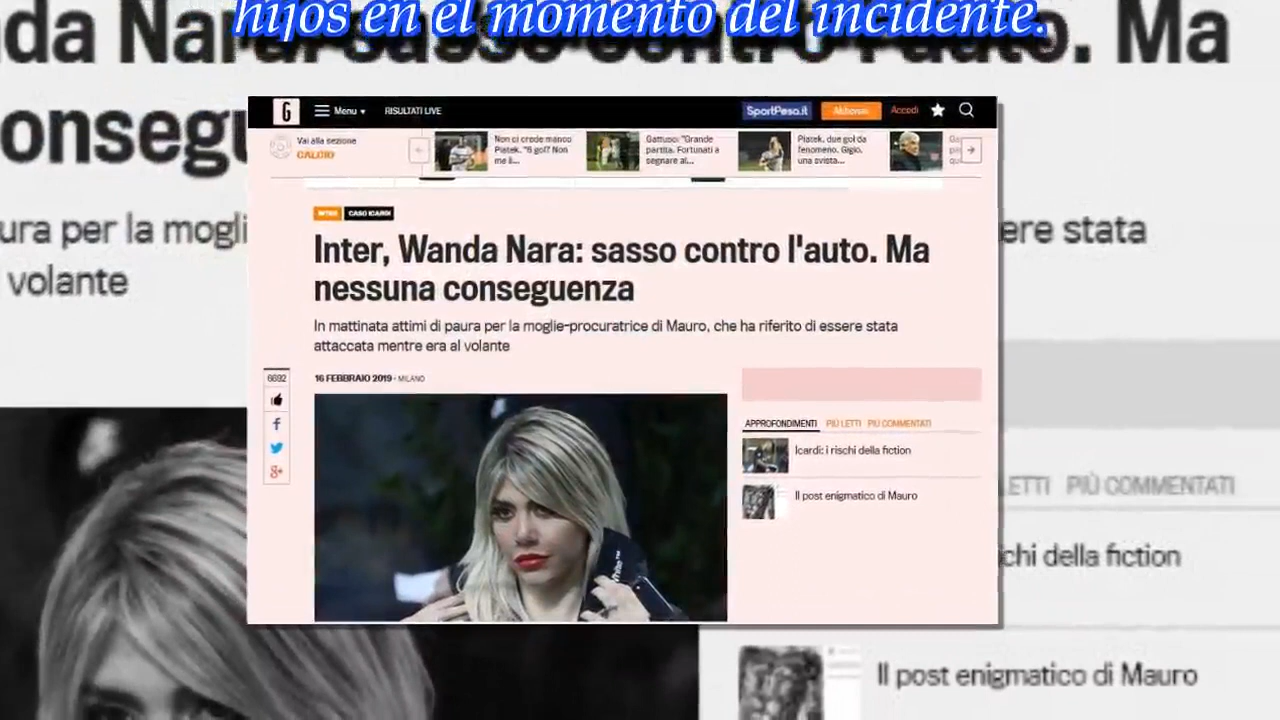 hijos en el momento del incidente.
nda Nara: sasso contro l'auto. Ma
conseguenza
ura per la mogli
ere stata
volante
G
Menu
RISULTATI LIVE
SportPesa.it
Abbonati
Accedi
Vai alla sezione
CALCIO
Non ci crede manco
Piatek. "6 gol? Non
me li...
Gattuso: "Grande
partita. Fortunati a
segnare al...
Piatek, due gol da
fenomeno. Gigio,
una svista...
INTER
CASO ICARDI
Inter, Wanda Nara: sasso contro l'auto. Ma
nessuna conseguenza
In mattinata attimi di paura per la moglie-procuratrice di Mauro, che ha riferito di essere stata
attaccata mentre era al volante
6692
16 FEBBRAIO 2019 - MILANO
APPROFONDIMENTI PIÙ LETTI PIÙ COMMENTATI
Icardi: i rischi della fiction
Il post enigmatico di Mauro
LETTI PIÙ COMMENTATI
schi della fiction
Il post enigmatico di Mauro